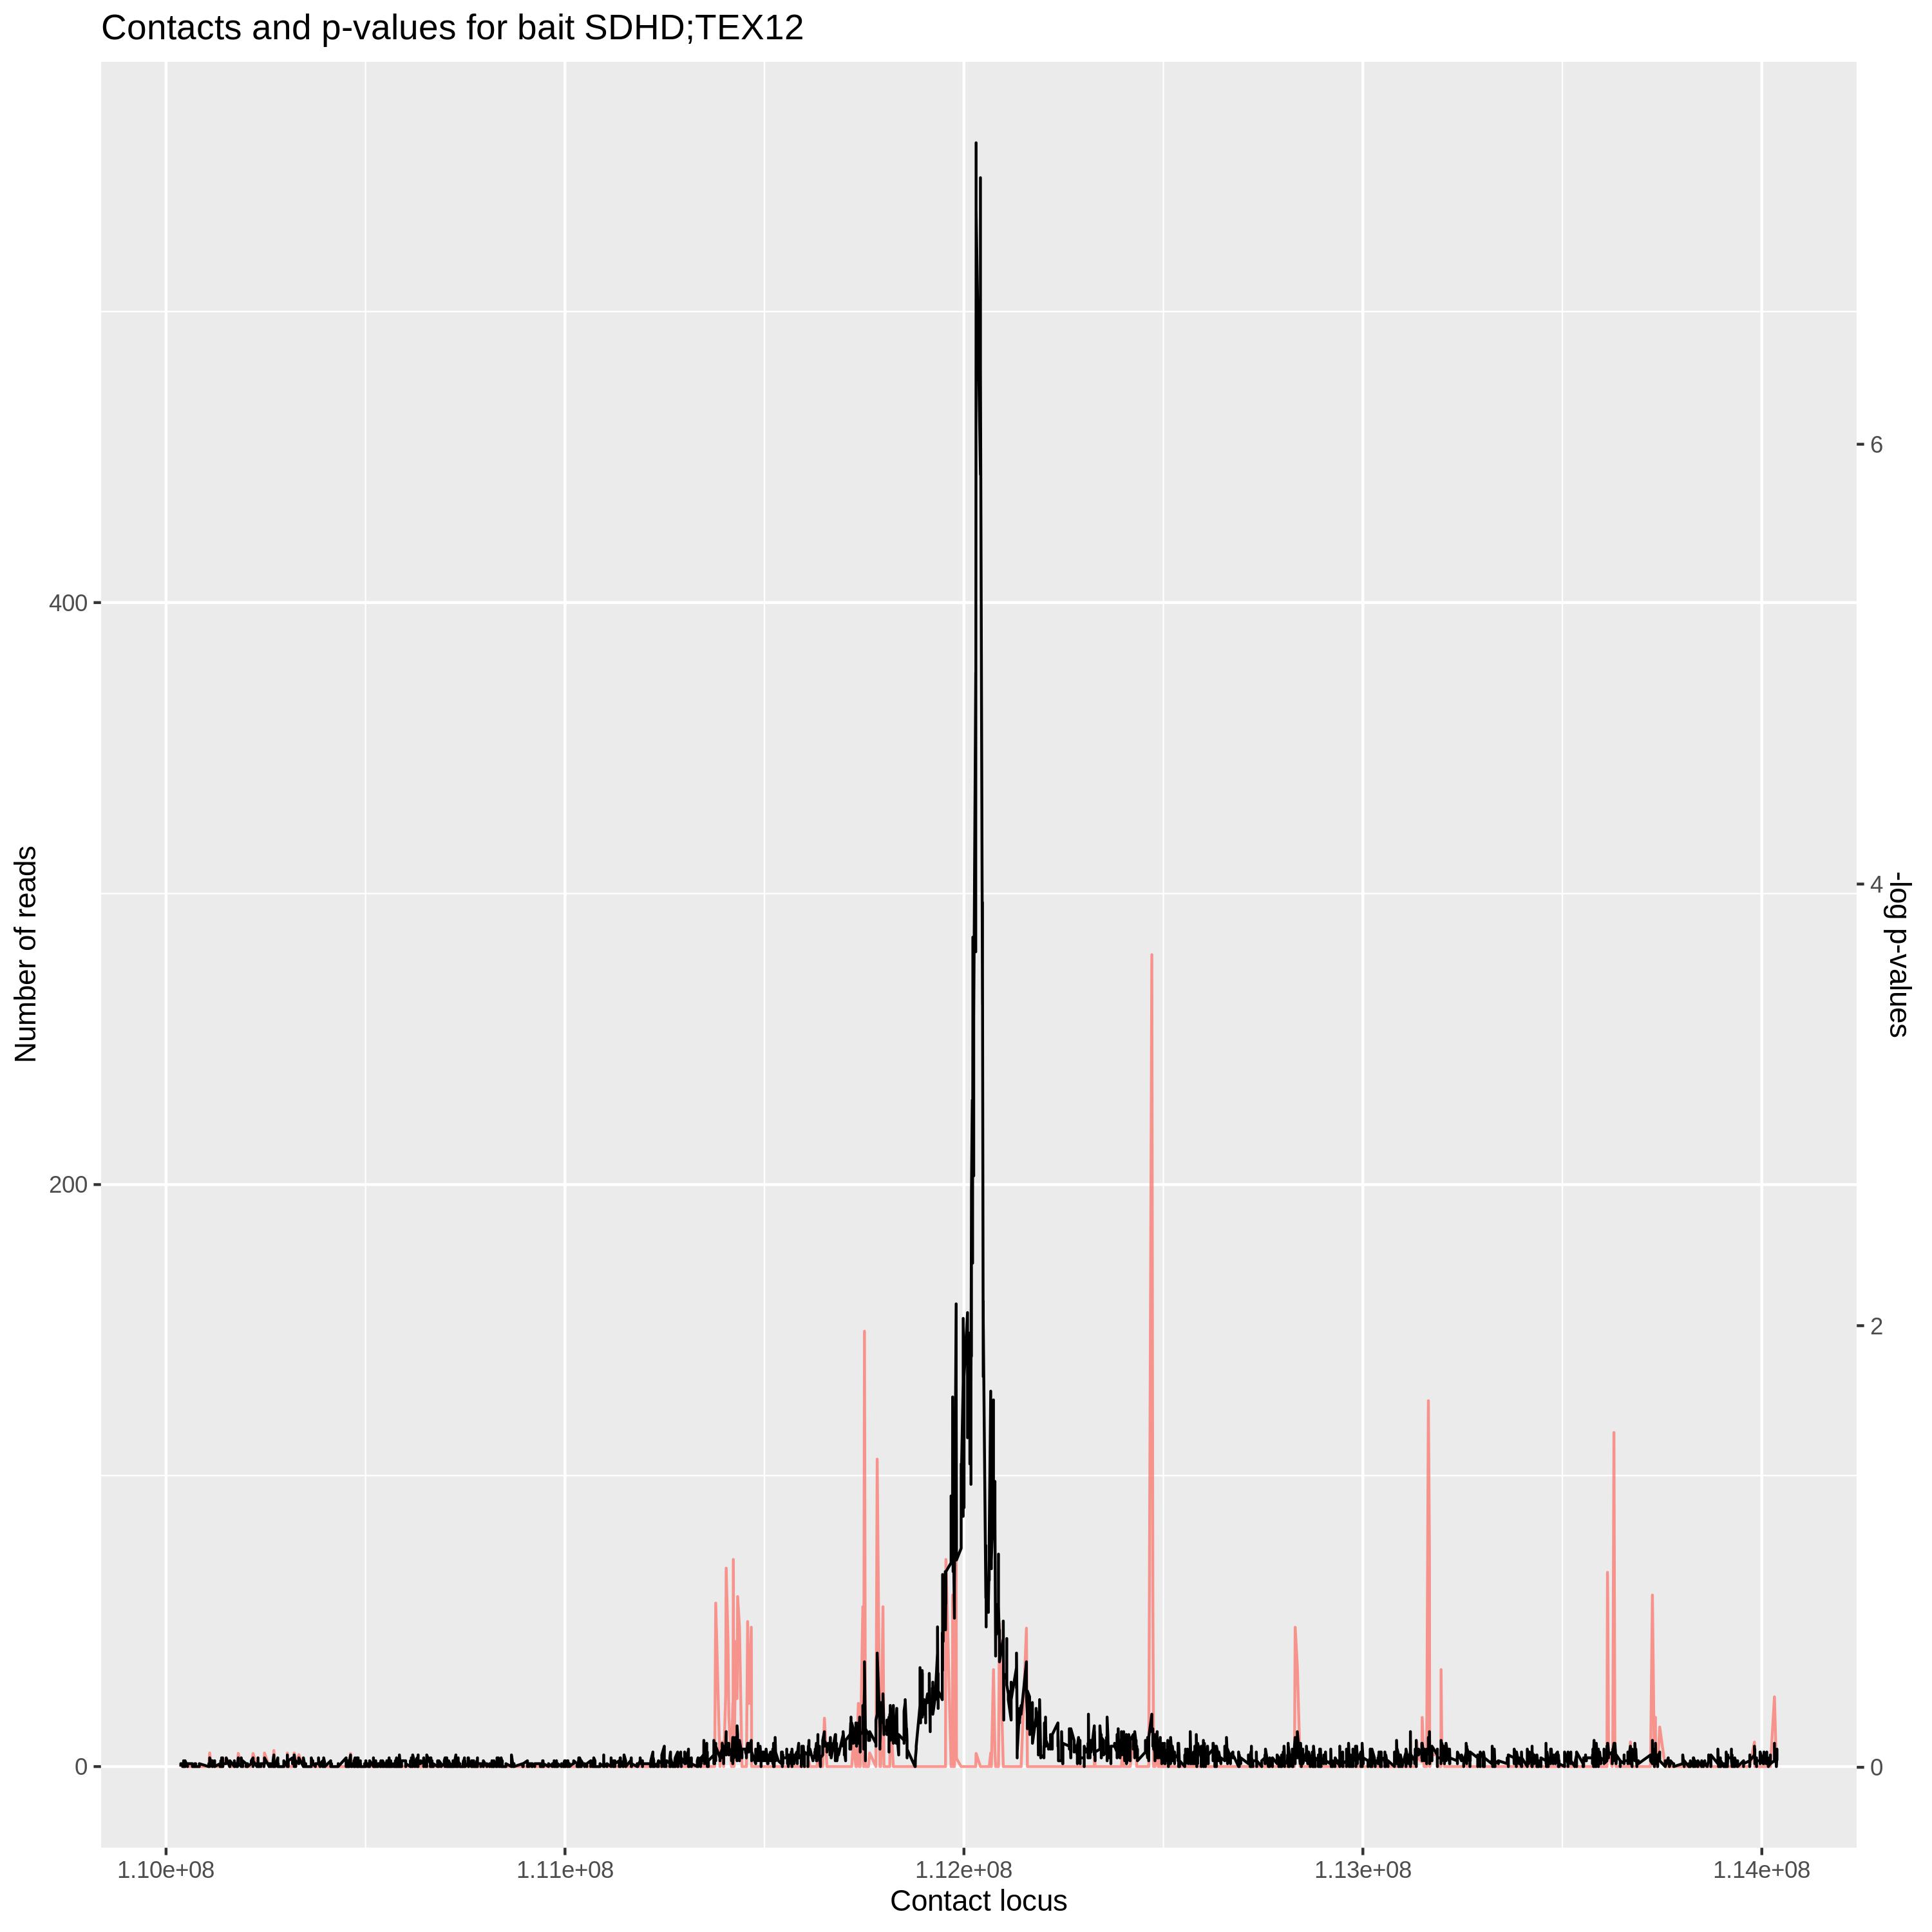 Contacts and p-values for bait SDHD;TEX12
Number of reads
400
200
0
6
4
2
0
-log p-values
1.10e+08
1.11e+08
1.12e+08
1.13e+08
1.14e+08
Contact locus